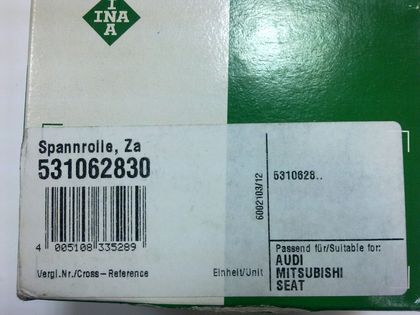 INA
Spannrolle, Za
531062830
4 005108 335289
Vergl.Nr./Cross-Reference
Einheit/Unit
6002103/12
5310628..
Passend für/Suitable for:
AUDI
MITSUBISHI
SEAT